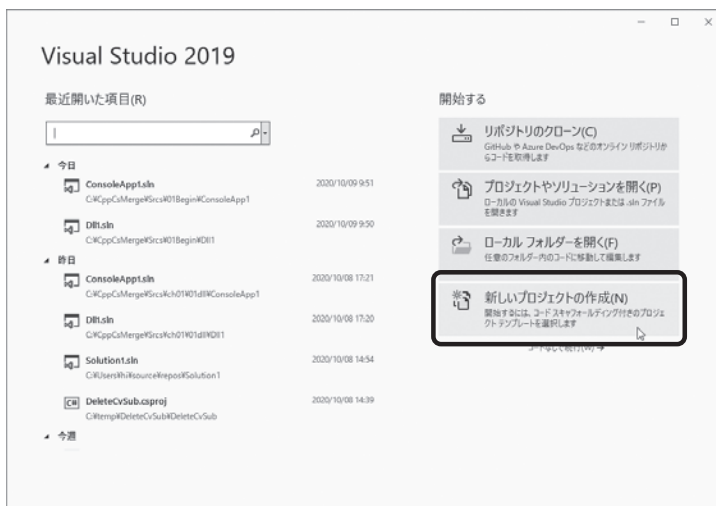 Visual Studio 2019
最近開いた項目(R)
今日
ConsoleApp1.sln
2020/10/09 9:51
C:¥CppCsMerge¥Srcs¥01Begin¥ConsoleApp1
Dll1.sln
2020/10/09 9:50
C:¥CppCsMerge¥Srcs¥01Begin¥Dll1
昨日
ConsoleApp1.sln
2020/10/08 17:21
C:¥CppCsMerge¥Srcs¥ch01¥01dll¥ConsoleApp1
Dll1.sln
2020/10/08 17:20
C:¥CppCsMerge¥Srcs¥ch01¥01dll¥Dll1
Solution1.sln
2020/10/08 14:54
C:¥Users¥hi¥source¥repos¥Solution1
C#
DeleteCvSub.csproj
2020/10/08 14:39
C:¥temp¥DeleteCvSub¥DeleteCvSub
今週
開始する
リポジトリのクローン(C)
GitHub や Azure DevOps などのオンライン リポジトリか
らコードを取得します
プロジェクトやソリューションを開く(P)
ローカルの Visual Studio プロジェクトまたは .sln ファイル
を開きます
ローカル フォルダーを開く(F)
任意のフォルダー内のコードに移動して編集します
新しいプロジェクトの作成(N)
開始するには、コード スキャフォールディング付きのプロジェ
クト テンプレートを選択します
コードなしで続行(W) →